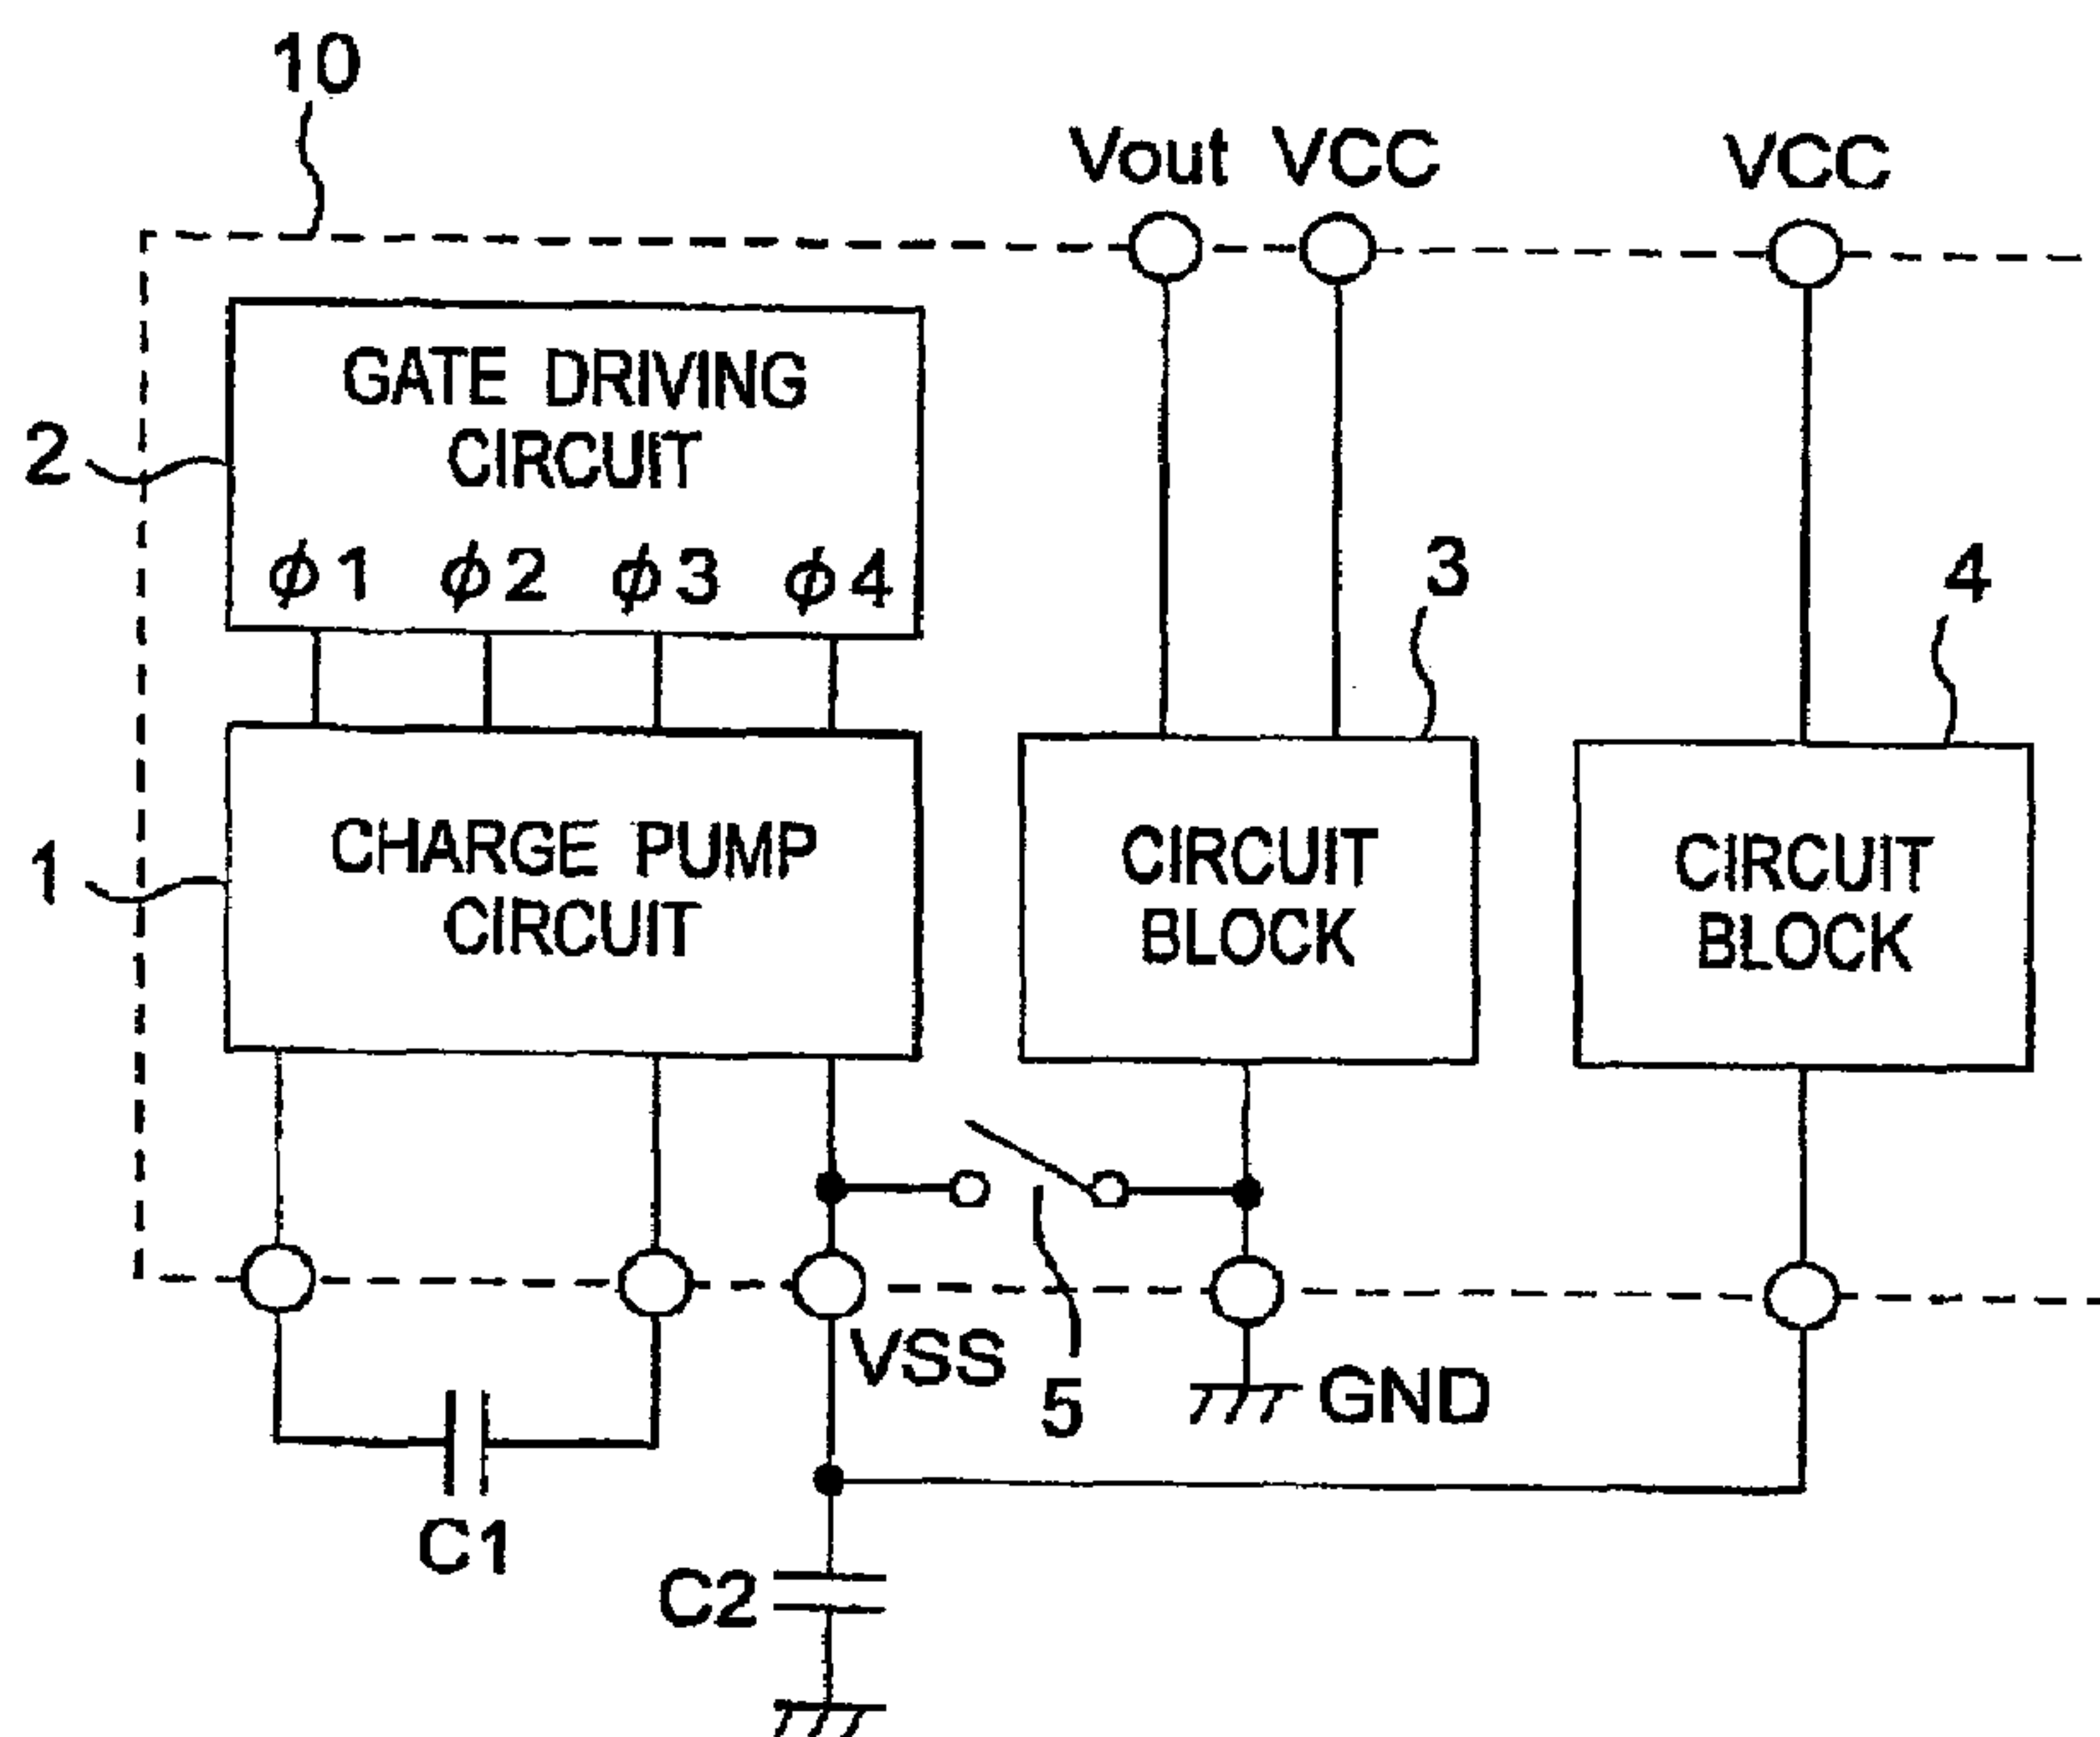 10
Vout VCC VCC
GATE DRIVING
CIRCUIT
2
ϕ1 ϕ2 ϕ3 ϕ4
3
4
CHARGE PUMP
CIRCUIT
1
CIRCUIT
BLOCK
CIRCUIT
BLOCK
VSS
5
GND
C1
C2